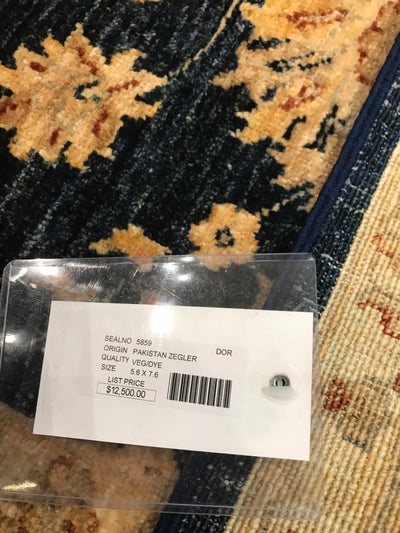 SEALNO 5859 DOR
ORIGIN PAKISTAN ZEGLER
QUALITY VEG/DYE
SIZE 5.6 X 7.6
LIST PRICE
$12,500.00